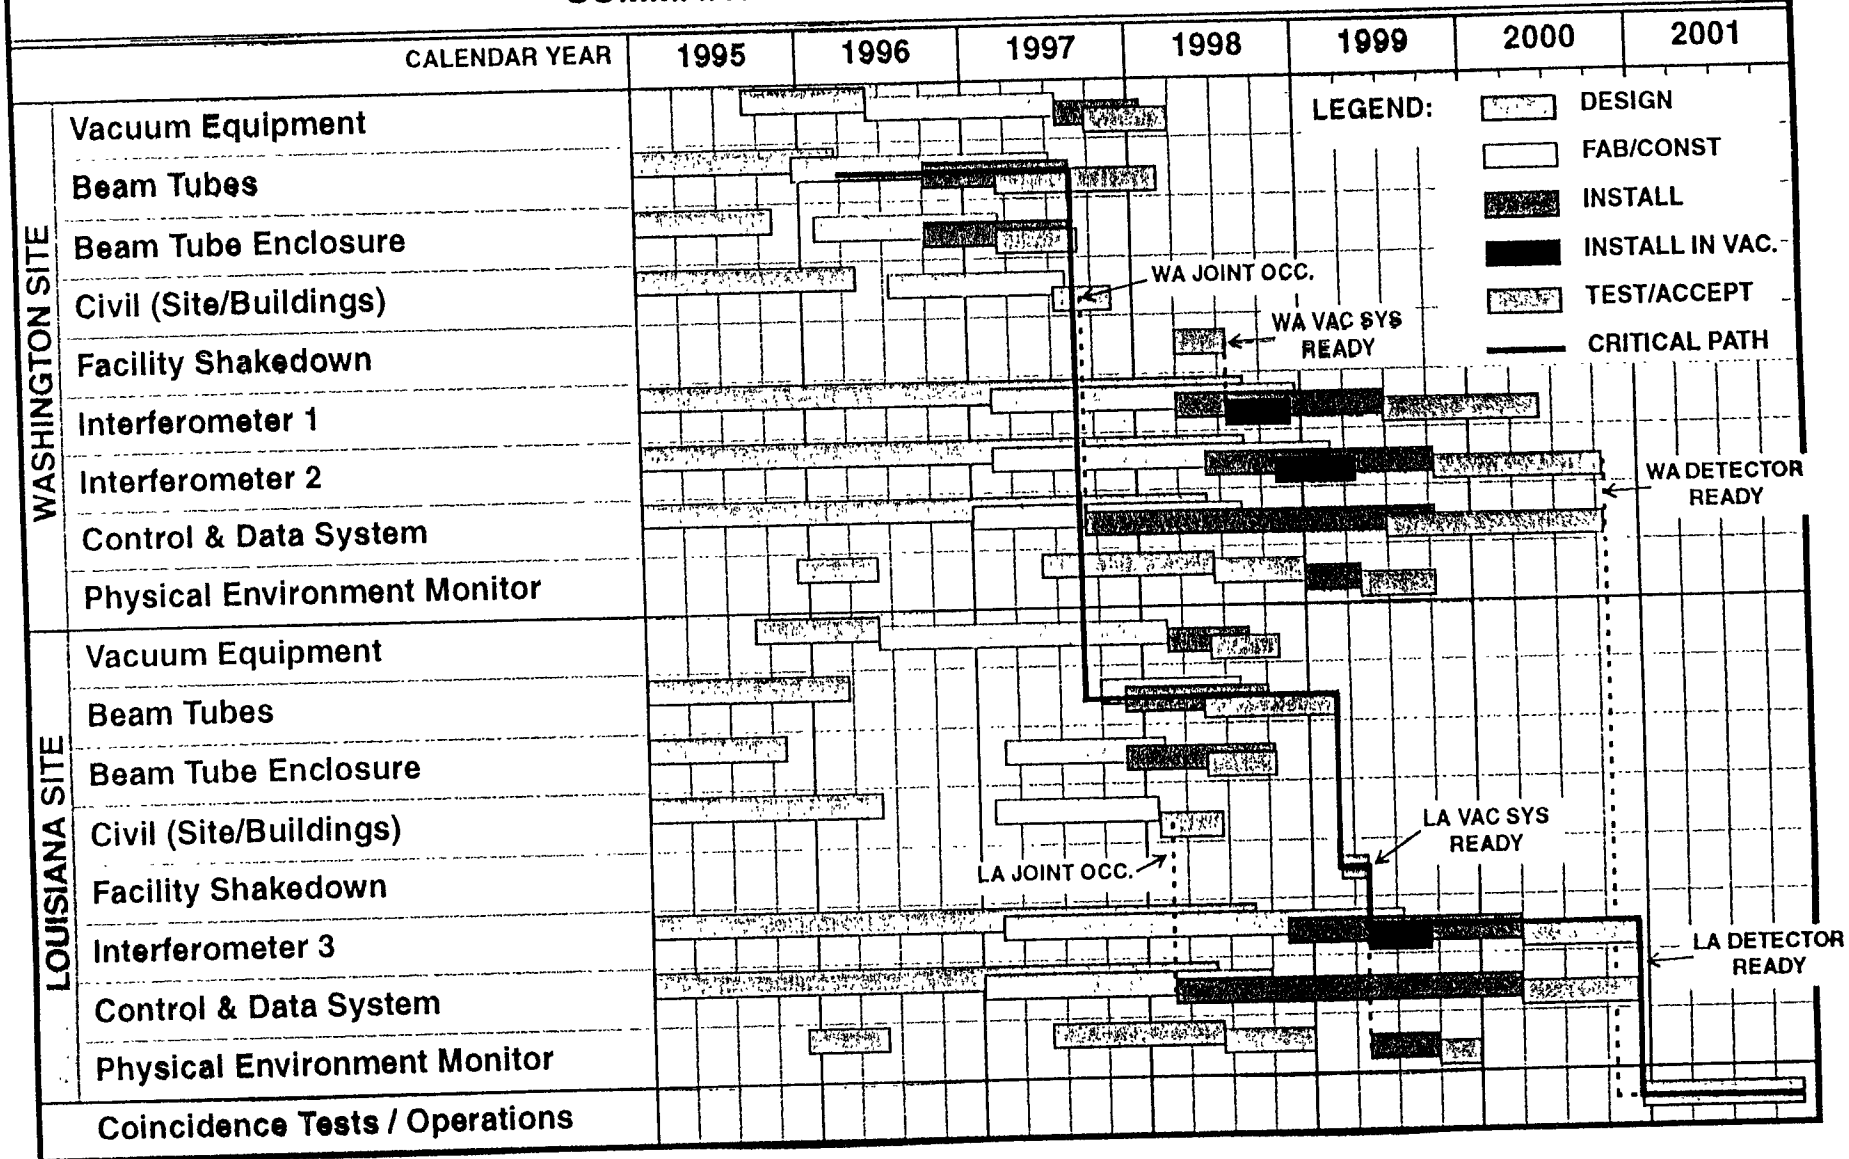 CALENDAR YEAR 1995 1996 1997 1998 1999 2000 2001
WASHINGTON SITE
Vacuum Equipment
Beam Tubes
Beam Tube Enclosure
Civil (Site/Buildings)
Facility Shakedown
Interferometer 1
Interferometer 2
Control & Data System
Physical Environment Monitor
LEGEND:
DESIGN
FAB/CONST
INSTALL
INSTALL IN VAC.
TEST/ACCEPT
CRITICAL PATH
WA JOINT OCC.
WA VAC SYS
READY
WA DETECTOR
READY
LOUISIANA SITE
Vacuum Equipment
Beam Tubes
Beam Tube Enclosure
Civil (Site/Buildings)
Facility Shakedown
Interferometer 3
Control & Data System
Physical Environment Monitor
LA JOINT OCC.
LA VAC SYS
READY
LA DETECTOR
READY
Coincidence Tests / Operations